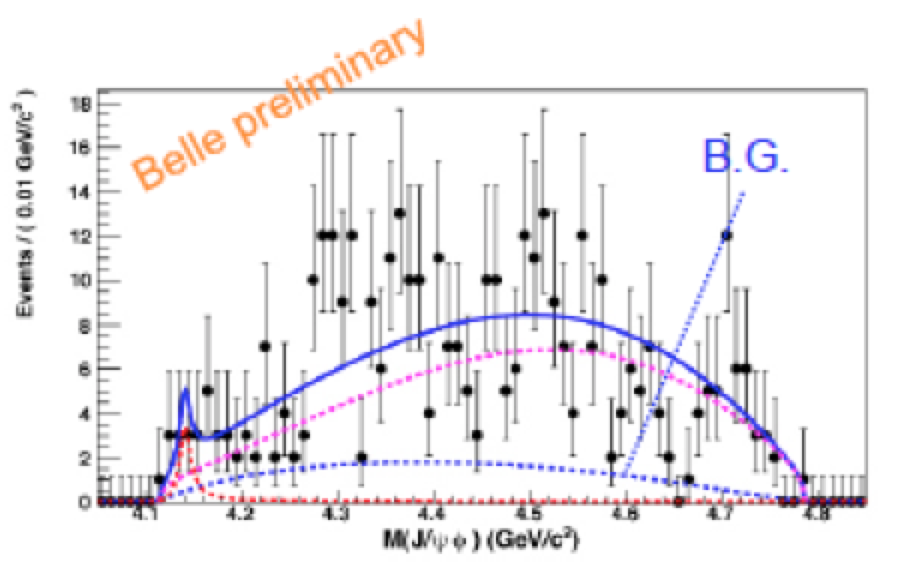 Belle preliminary
B.G.
Events / ( 0.01 GeV/c² )
18
16
14
12
10
8
6
4
2
0
4.1 4.2 4.3 4.4 4.5 4.6 4.7 4.8
M(J/ψ φ ) (GeV/c²)